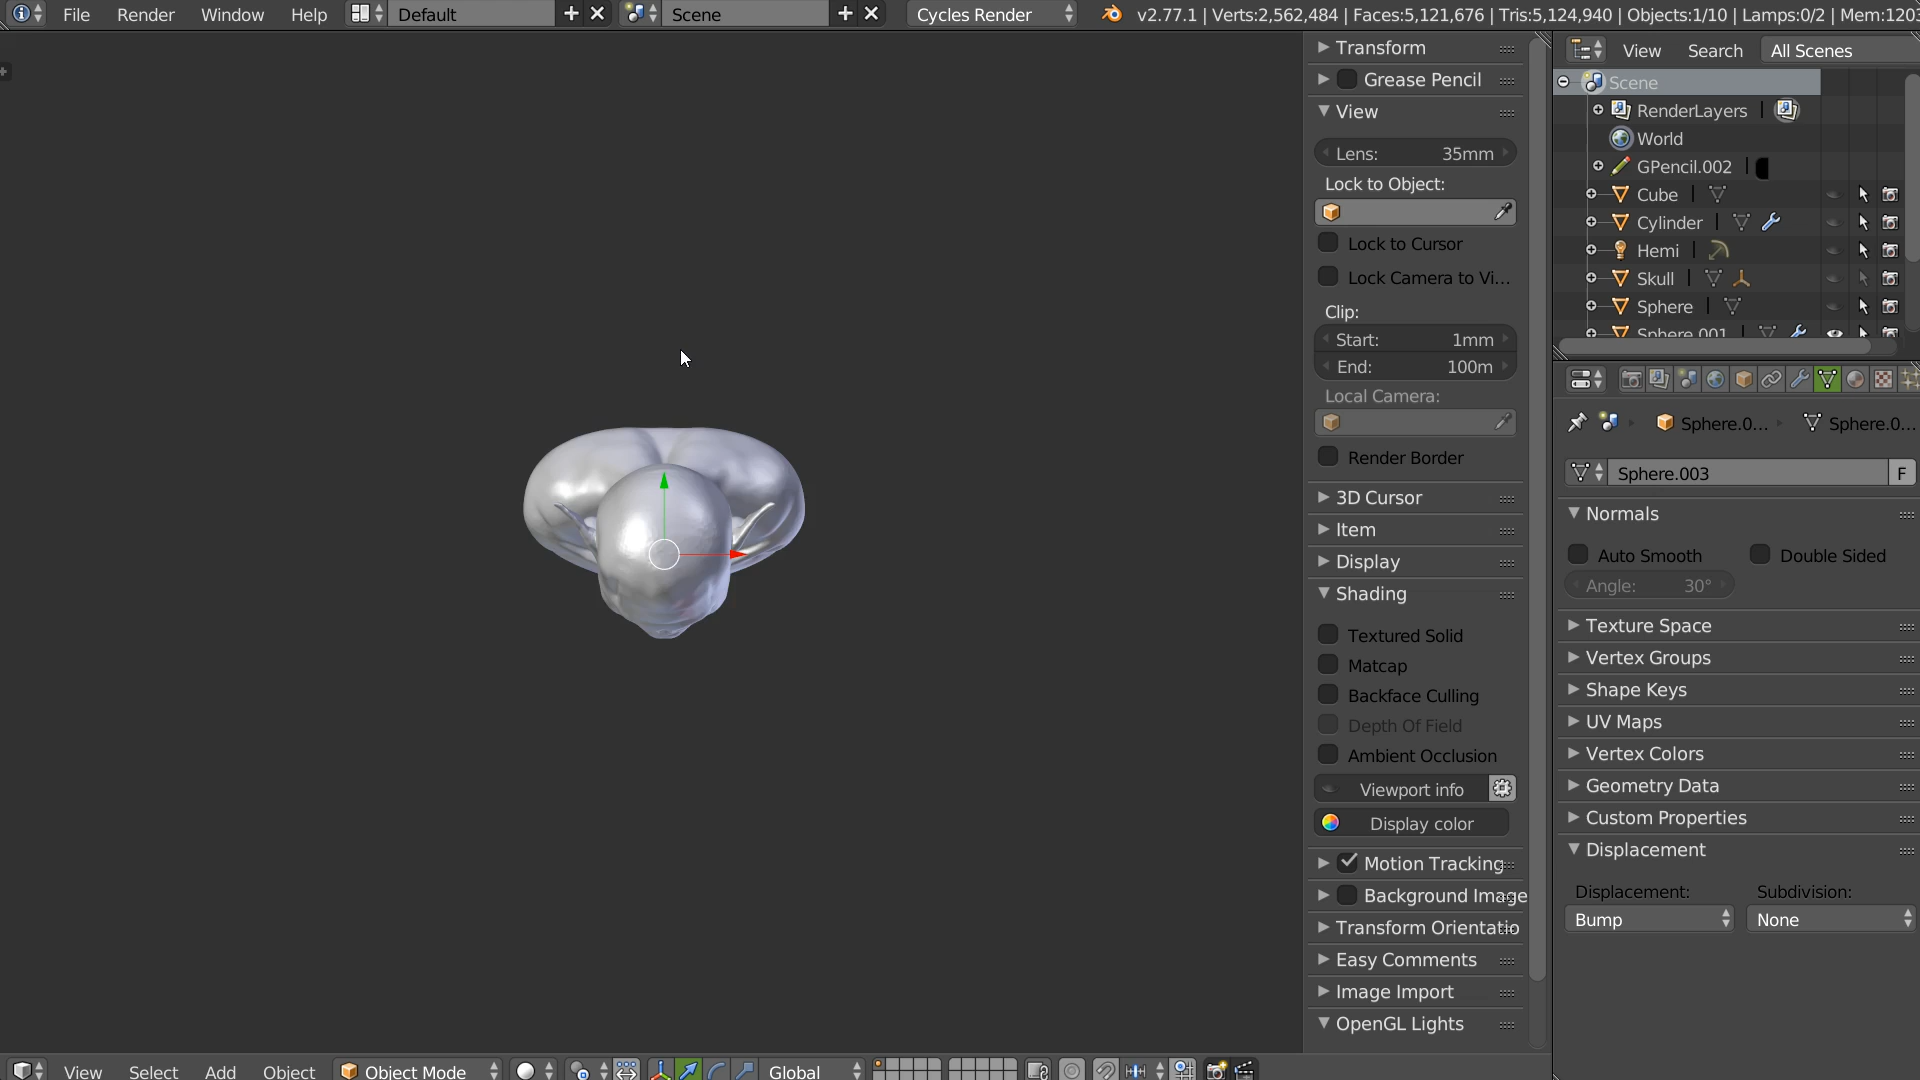 File Render Window Help Default Scene Cycles Render v2.77.1 | Verts:2,562,484 | Faces:5,121,676 | Tris:5,124,940 | Objects:1/10 | Lamps:0/2 | Mem:1203
Transform
Grease Pencil
View
Lens: 35mm
Lock to Object:
Lock to Cursor
Lock Camera to Vi...
Clip:
Start: 1mm
End: 100m
Local Camera:
Render Border
3D Cursor
Item
Display
Shading
Textured Solid
Matcap
Backface Culling
Depth Of Field
Ambient Occlusion
Viewport info
Display color
Motion Tracking
Background Image
Transform Orientatio
Easy Comments
Image Import
OpenGL Lights
View Search All Scenes
Scene
RenderLayers
World
GPencil.002
Cube
Cylinder
Hemi
Skull
Sphere
Sphere.001
Sphere.0... Sphere.0...
Sphere.003 F
Normals
Auto Smooth Double Sided
Angle: 30°
Texture Space
Vertex Groups
Shape Keys
UV Maps
Vertex Colors
Geometry Data
Custom Properties
Displacement
Displacement: Subdivision:
Bump None
View Select Add Object Object Mode Global